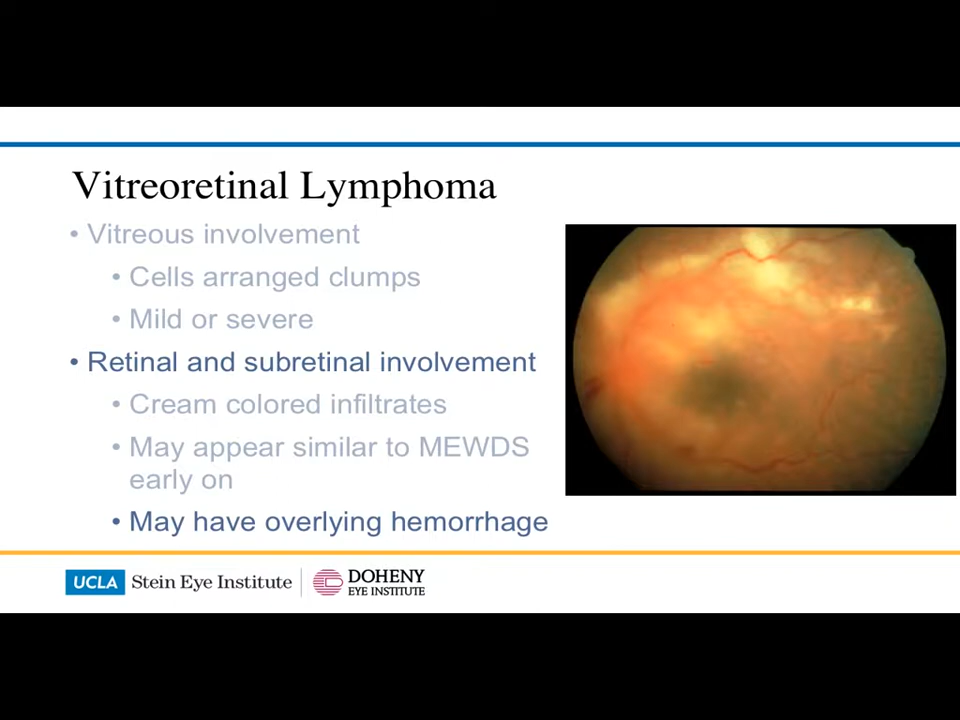 Vitreoretinal Lymphoma
• Vitreous involvement
• Cells arranged clumps
• Mild or severe
• Retinal and subretinal involvement
• Cream colored infiltrates
• May appear similar to MEWDS
early on
• May have overlying hemorrhage
UCLA Stein Eye Institute
DOHENY
EYE INSTITUTE